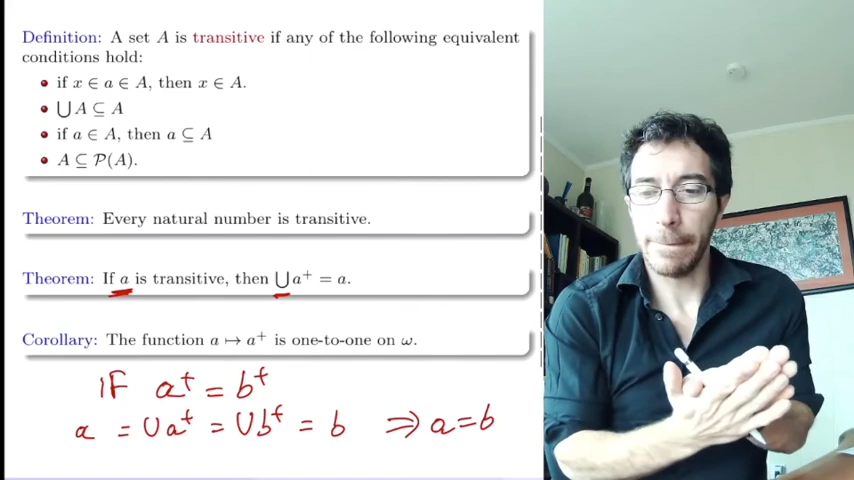 Definition: A set A is transitive if any of the following equivalent
conditions hold:
• if x ∈ a ∈ A, then x ∈ A.
• ⋃ A ⊆ A
• if a ∈ A, then a ⊆ A
• A ⊆ 𝒫(A).
Theorem: Every natural number is transitive.
Theorem: If a is transitive, then ⋃ a⁺ = a.
Corollary: The function a ↦ a⁺ is one-to-one on ω.
IF a⁺ = b⁺
a = ∪a⁺ = ∪b⁺ = b ⇒ a=b